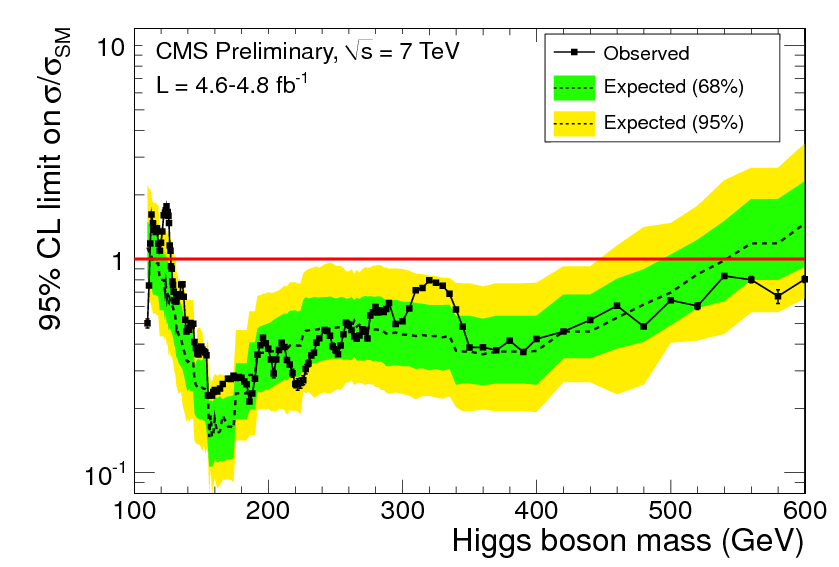 95% CL limit on σ/σSM
10
1
10-1
CMS Preliminary, √s = 7 TeV
L = 4.6-4.8 fb-1
Observed
Expected (68%)
Expected (95%)
100 200 300 400 500 600
Higgs boson mass (GeV)